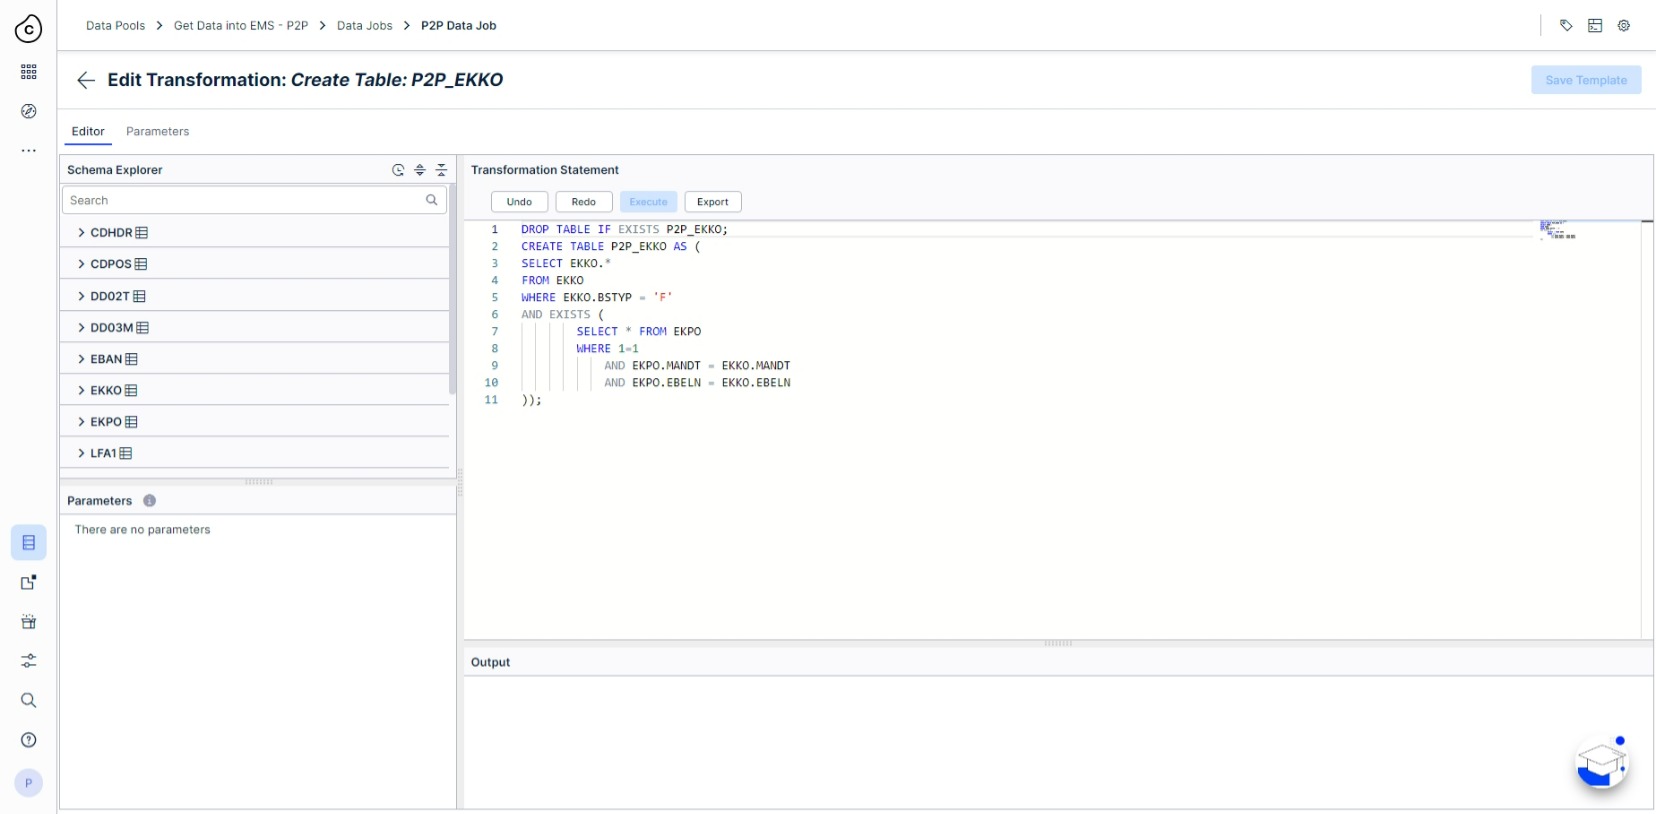 Data Pools > Get Data into EMS - P2P > Data Jobs > P2P Data Job
Edit Transformation: Create Table: P2P_EKKO
Save Template
Editor Parameters
Schema Explorer
Search
CDHDR
CDPOS
DD02T
DD03M
EBAN
EKKO
EKPO
LFA1
Parameters
There are no parameters
Transformation Statement
Undo Redo Execute Export
1 DROP TABLE IF EXISTS P2P_EKKO;
2 CREATE TABLE P2P_EKKO AS (
3 SELECT EKKO.*
4 FROM EKKO
5 WHERE EKKO.BSTYP = 'F'
6 AND EXISTS (
7 SELECT * FROM EKPO
8 WHERE 1=1
9 AND EKPO.MANDT = EKKO.MANDT
10 AND EKPO.EBELN = EKKO.EBELN
11 ));
Output
P